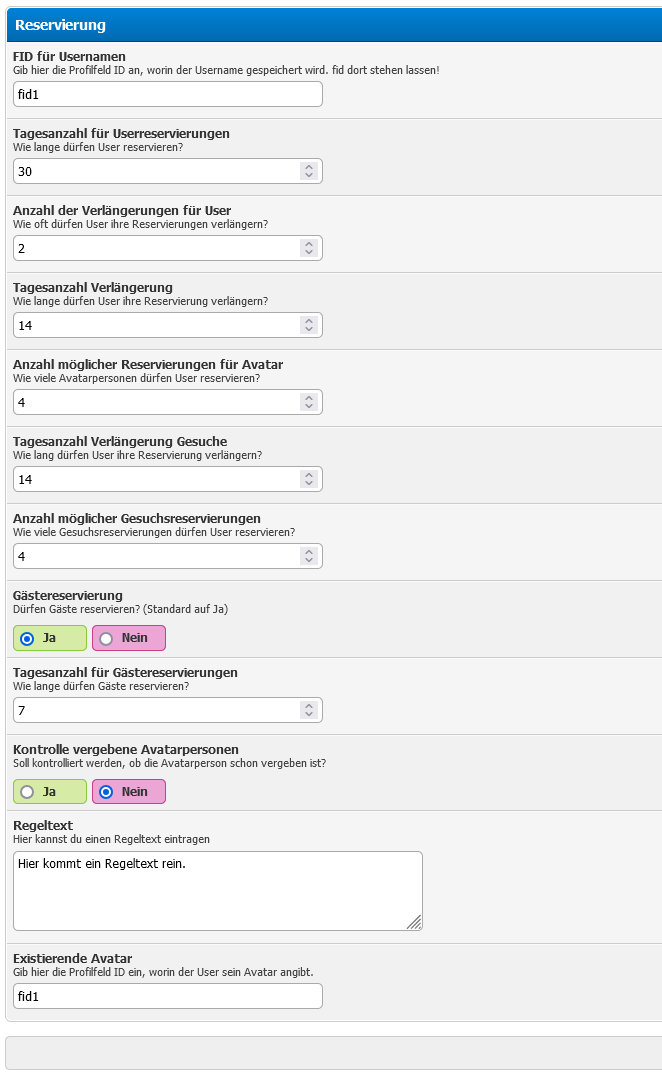 Reservierung
FID für Usernamen
Gib hier die Profilfeld ID an, worin der Username gespeichert wird. fid dort stehen lassen!
fid1
Tagesanzahl für Userreservierungen
Wie lange dürfen User reservieren?
30
Anzahl der Verlängerungen für User
Wie oft dürfen User ihre Reservierungen verlängern?
2
Tagesanzahl Verlängerung
Wie lange dürfen User ihre Reservierung verlängern?
14
Anzahl möglicher Reservierungen für Avatar
Wie viele Avatarpersonen dürfen User reservieren?
4
Tagesanzahl Verlängerung Gesuche
Wie lang dürfen User ihre Reservierung verlängern?
14
Anzahl möglicher Gesuchsreservierungen
Wie viele Gesuchsreservierungen dürfen User reservieren?
4
Gästereservierung
Dürfen Gäste reservieren? (Standard auf Ja)
Ja Nein
Tagesanzahl für Gästereservierungen
Wie lange dürfen Gäste reservieren?
7
Kontrolle vergebene Avatarpersonen
Soll kontrolliert werden, ob die Avatarperson schon vergeben ist?
Ja Nein
Regeltext
Hier kannst du einen Regeltext eintragen
Hier kommt ein Regeltext rein.
Existierende Avatar
Gib hier die Profilfeld ID ein, worin der User sein Avatar angibt.
fid1